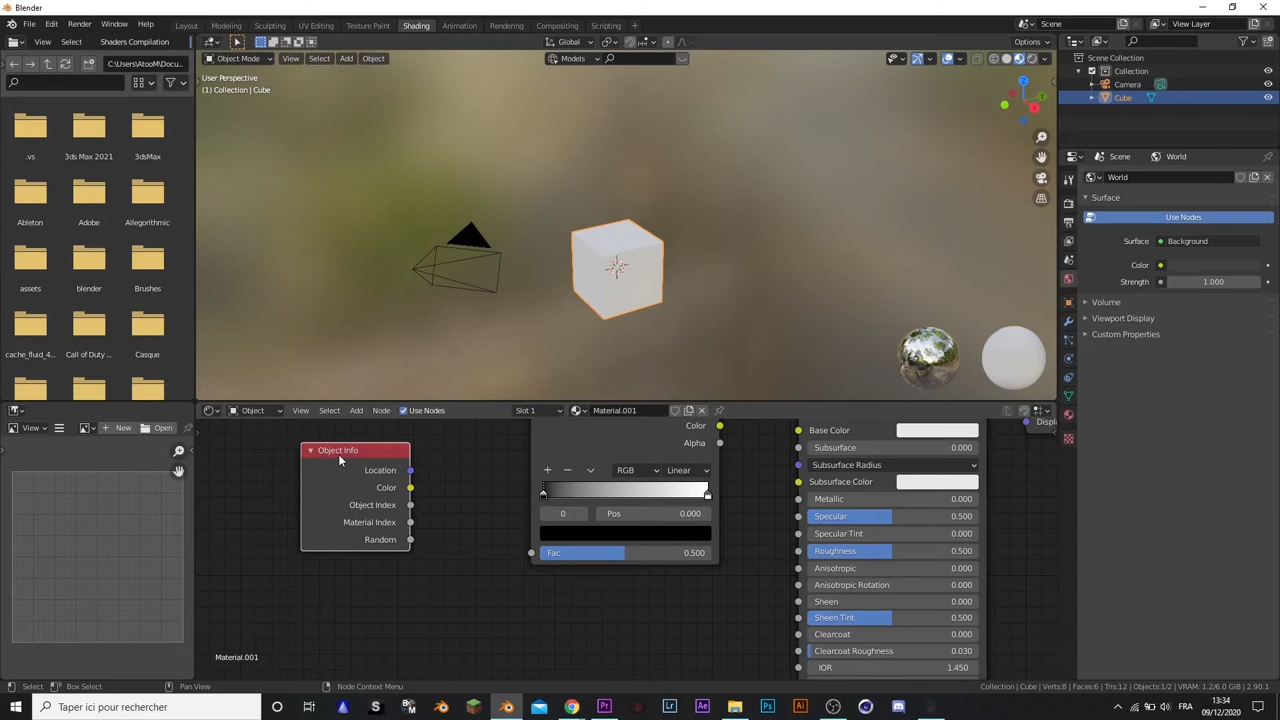 Blender
File Edit Render Window Help Layout Modeling Sculpting UV Editing Texture Paint Shading Animation Rendering Compositing Scripting + Scene View Layer
View Select Shaders Compilation Global Options
C:\Users\AtooM\Docu... Object Mode View Select Add Object Models
User Perspective
(1) Collection | Cube
Scene Collection
Collection
Camera
Cube
.vs 3ds Max 2021 3dsMax
Ableton Adobe Allegorithmic
assets blender Brushes
cache_fluid_4... Call of Duty ... Casque
Scene World
World
Surface
Use Nodes
Surface Background
Color
Strength 1.000
Volume
Viewport Display
Custom Properties
View New Open
Object View Select Add Node Use Nodes Slot 1 Material.001
Object Info
Location
Color
Object Index
Material Index
Random
Color
Alpha
RGB Linear
0 Pos 0.000
Fac 0.500
Displa
Base Color
Subsurface 0.000
Subsurface Radius
Subsurface Color
Metallic 0.000
Specular 0.500
Specular Tint 0.000
Roughness 0.500
Anisotropic 0.000
Anisotropic Rotation 0.000
Sheen 0.000
Sheen Tint 0.500
Clearcoat 0.000
Clearcoat Roughness 0.030
IOR 1.450
Material.001
Select Box Select Pan View Node Context Menu Collection | Cube | Verts:8 | Faces:6 | Tris:12 | Objects:1/2 | VRAM: 1.2/6.0 GiB | 2.90.1
Taper ici pour rechercher
13:34
09/12/2020